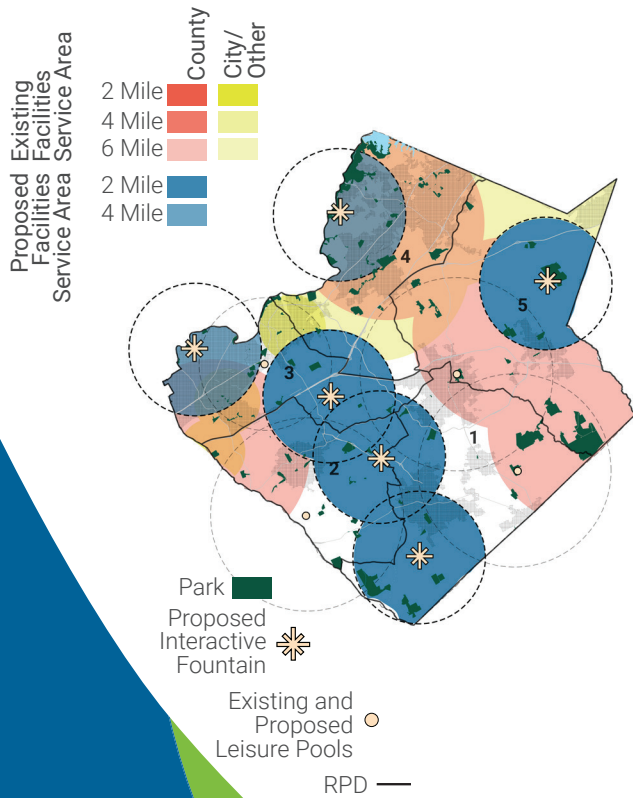 County
City/
Other
Existing
Facilities
Service Area
2 Mile
4 Mile
6 Mile
Proposed
Facilities
Service Area
2 Mile
4 Mile
4
5
3
1
2
Park
Proposed
Interactive
Fountain
Existing and
Proposed
Leisure Pools
RPD